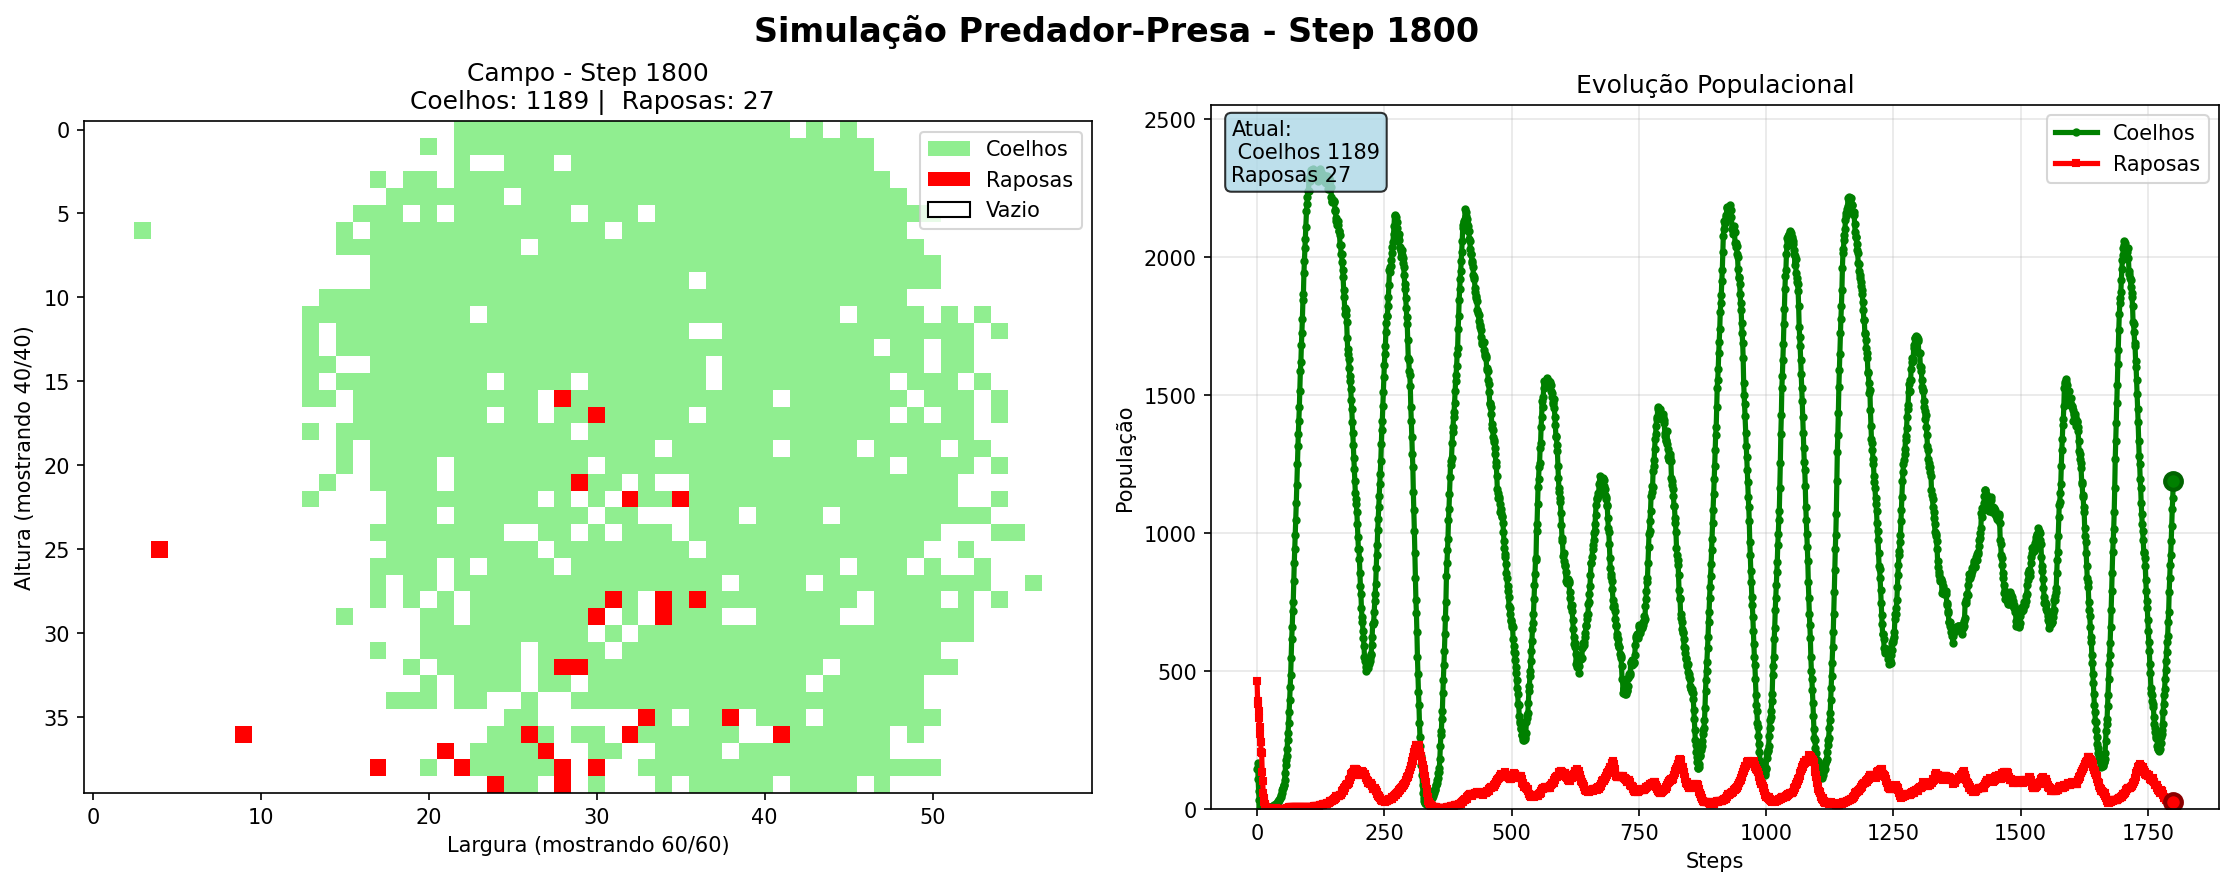 Simulação Predador-Presa - Step 1800
Campo - Step 1800
Coelhos: 1189 |  Raposas: 27
Coelhos
Raposas
Vazio
0
5
10
15
20
25
30
35
Altura (mostrando 40/40)
0
10
20
30
40
50
Largura (mostrando 60/60)
Evolução Populacional
Atual:
Coelhos 1189
Raposas 27
Coelhos
Raposas
2500
2000
1500
1000
500
0
População
0
250
500
750
1000
1250
1500
1750
Steps